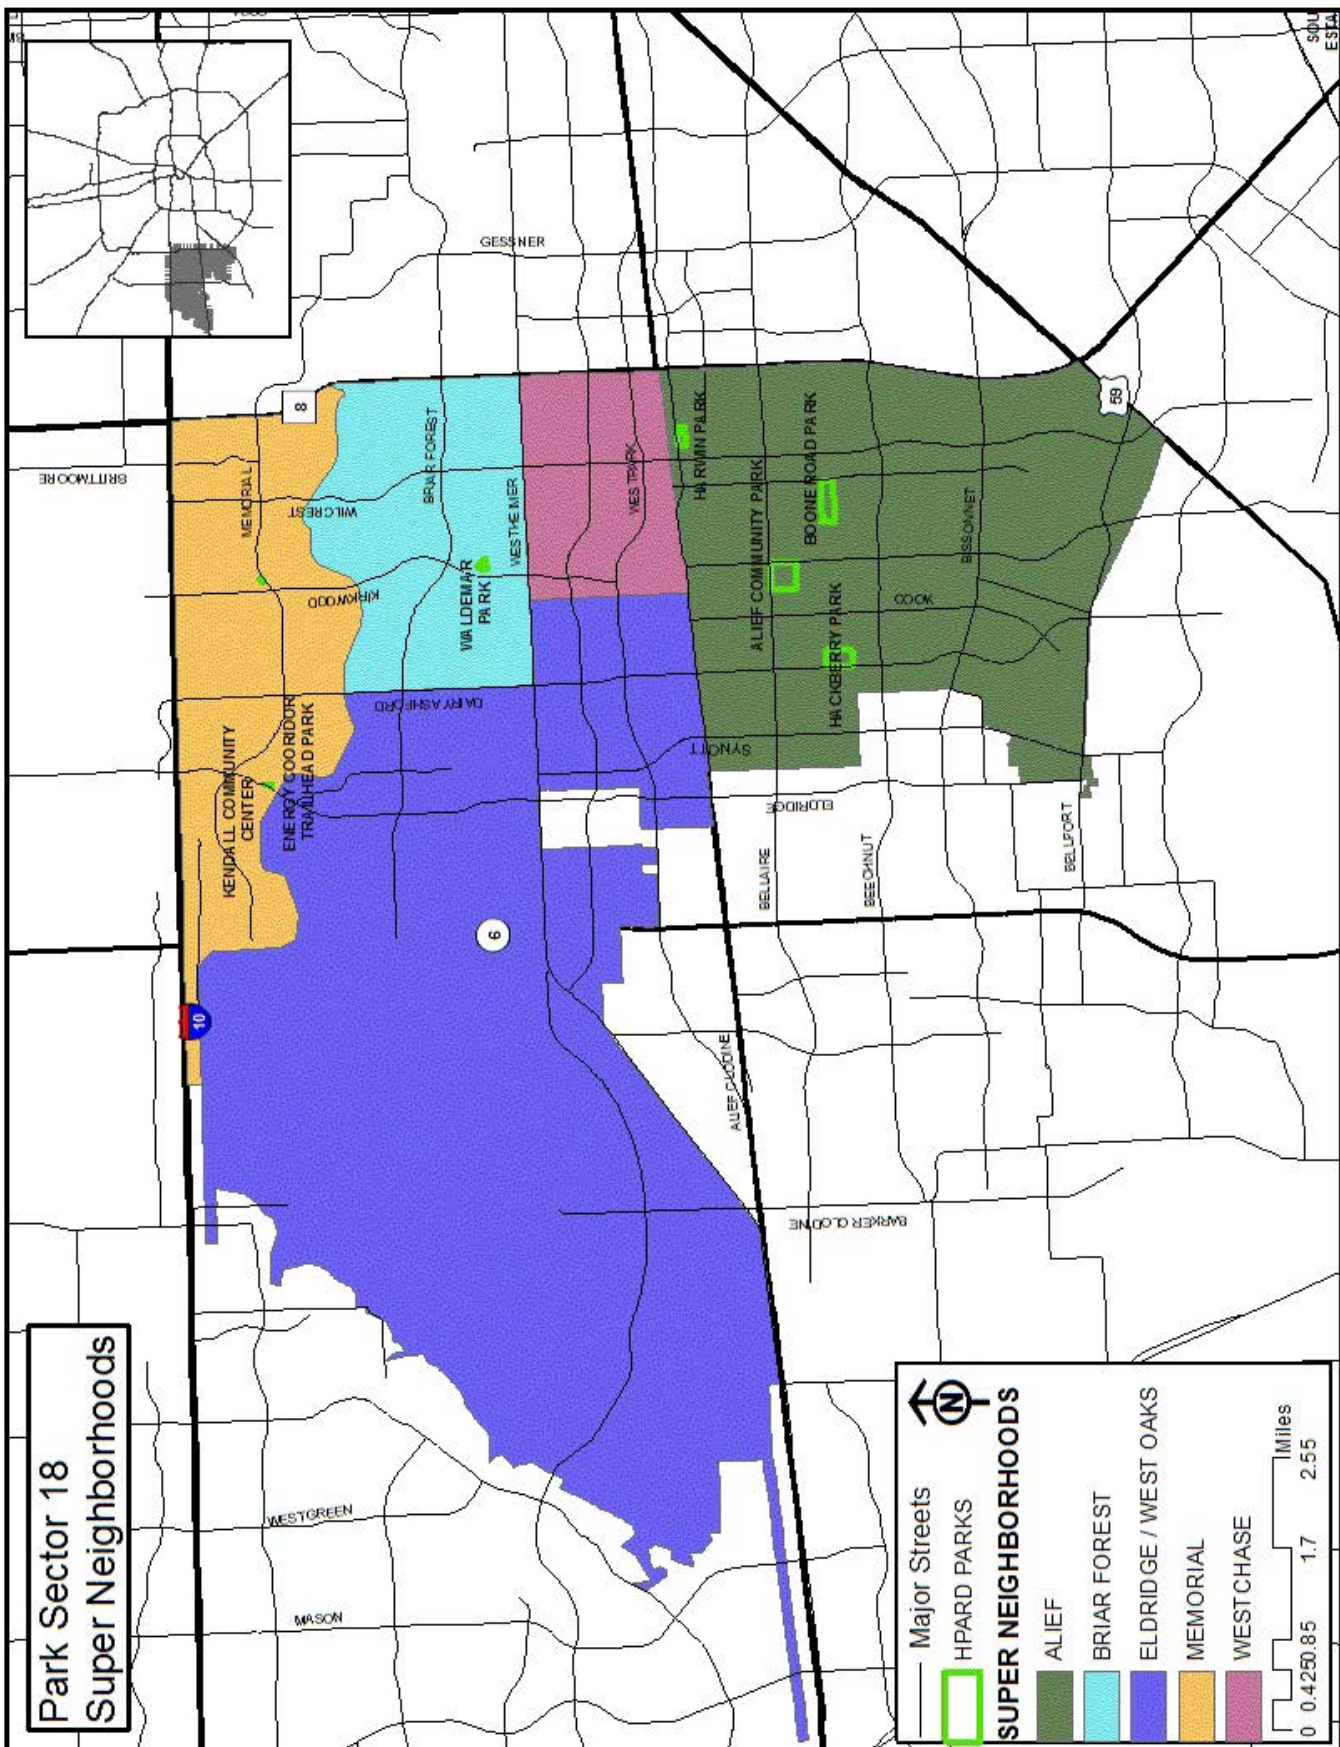 Park Sector 18
Super Neighborhoods
BRITTMOORE
GESSNER
10
8
6
59
MEMORIAL
WILCREST
KIRKWOOD
BRIAR FOREST
WESTHEIMER
WESTPARK
DAIRY ASHFORD
SYNOTT
ELDRIDGE
KENDALL COMMUNITY
CENTER
ENERGY COORIDOR
TRAILHEAD PARK
WALDEMAR
PARK
HARWIN PARK
ALIEF COMMUNITY PARK
BOONE ROAD PARK
HACKBERRY PARK
COOK
BISSONNET
BELLAIRE
BEECHNUT
BELLFORT
ALIEF CLODINE
BARKER CLODINE
WESTGREEN
MASON
N
Major Streets
HPARD PARKS
SUPER NEIGHBORHOODS
ALIEF
BRIAR FOREST
ELDRIDGE / WEST OAKS
MEMORIAL
WESTCHASE
Miles
0 0.4250.85 1.7 2.55